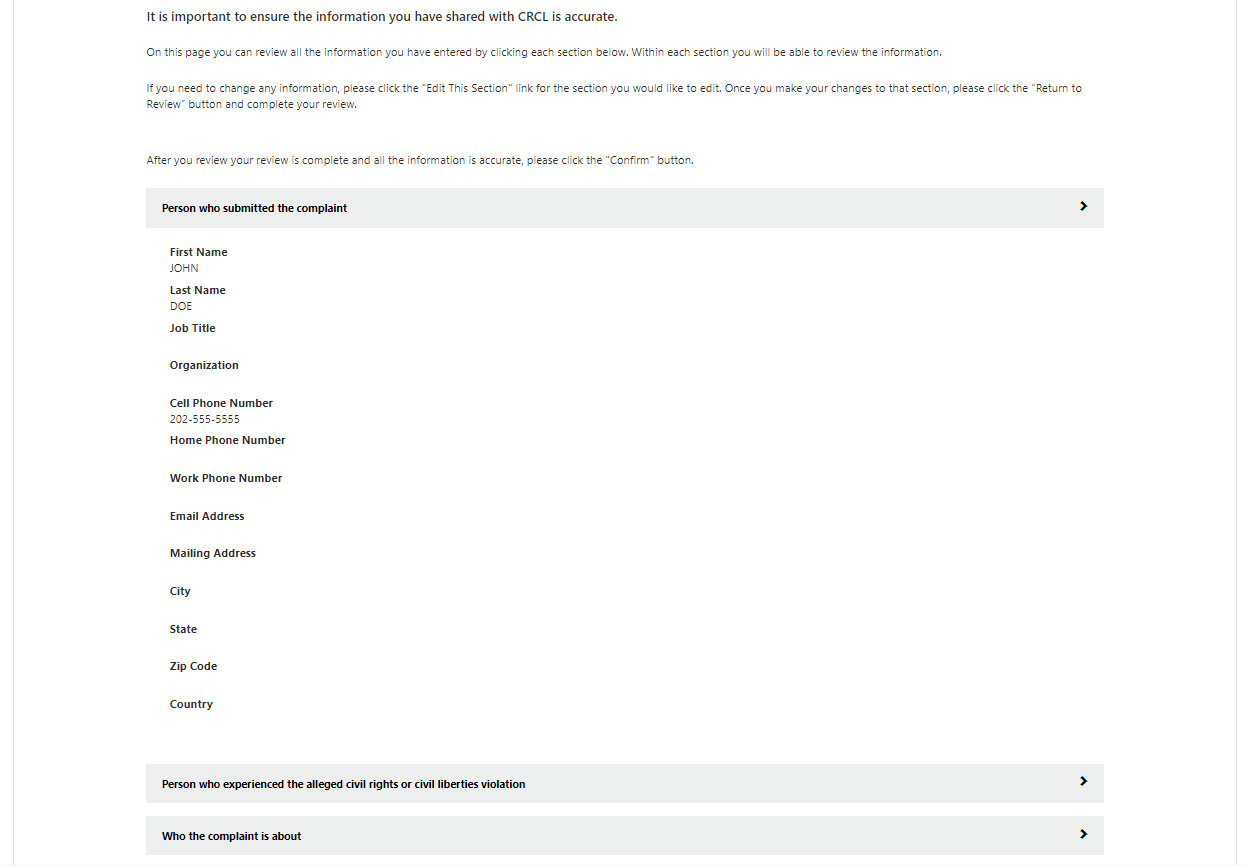 It is important to ensure the information you have shared with CRCL is accurate.
On this page you can review all the information you have entered by clicking each section below. Within each section you will be able to review the information.
If you need to change any information, please click the "Edit This Section" link for the section you would like to edit. Once you make your changes to that section, please click the "Return to
Review" button and complete your review.
After you review your review is complete and all the information is accurate, please click the "Confirm" button.
Person who submitted the complaint
First Name
JOHN
Last Name
DOE
Job Title
Organization
Cell Phone Number
202-555-5555
Home Phone Number
Work Phone Number
Email Address
Mailing Address
City
State
Zip Code
Country
Person who experienced the alleged civil rights or civil liberties violation
Who the complaint is about